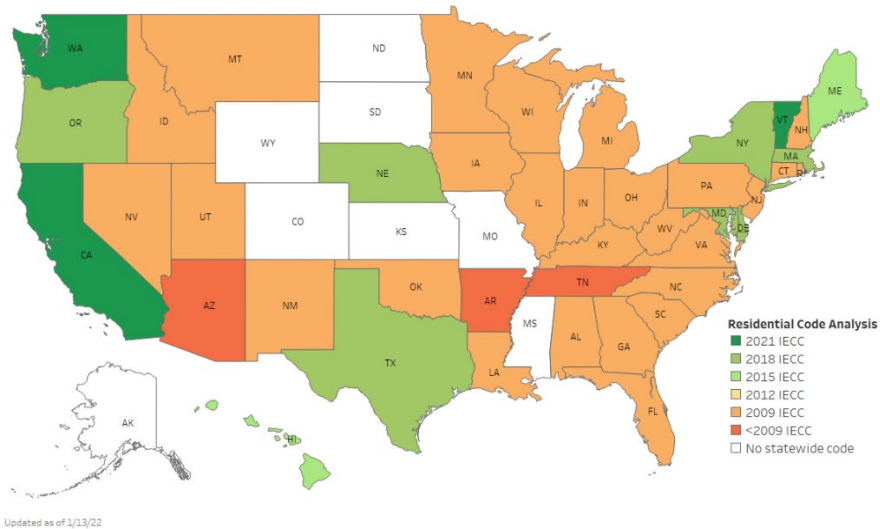 WA
MT
ND
MN
ME
OR
ID
SD
WI
MI
VT
NH
NY
MA
WY
NE
IA
CT
RI
NV
UT
CO
KS
MO
IL
IN
OH
PA
NJ
MD
DE
WV
VA
KY
CA
AZ
NM
OK
AR
TN
NC
SC
TX
LA
MS
AL
GA
FL
AK
HI
Residential Code Analysis
2021 IECC
2018 IECC
2015 IECC
2012 IECC
2009 IECC
<2009 IECC
No statewide code
Updated as of 1/13/22